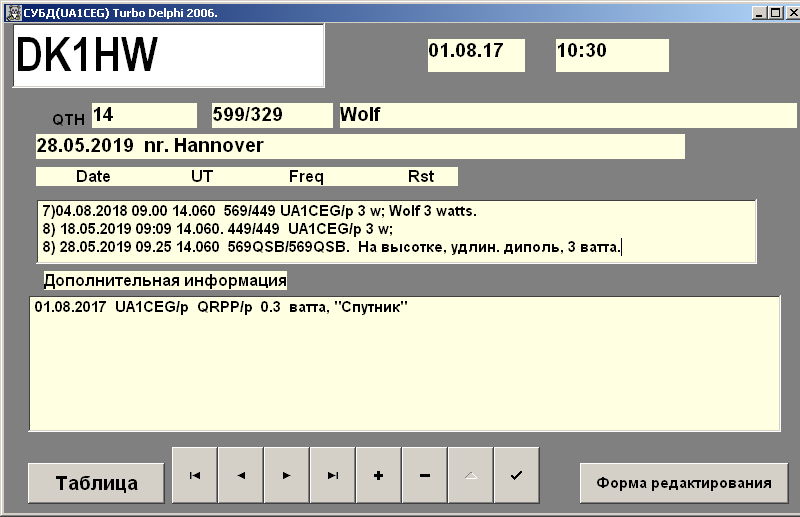 СУБД(UA1CEG) Turbo Delphi 2006.
DK1HW
01.08.17 10:30
QTH 14 599/329 Wolf
28.05.2019 nr. Hannover
Date UT Freq Rst
7)04.08.2018 09.00 14.060 569/449 UA1CEG/p 3 w; Wolf 3 watts.
8) 18.05.2019 09:09 14.060. 449/449 UA1CEG/p 3 w;
8) 28.05.2019 09.25 14.060 569QSB/569QSB. На высотке, удлин. диполь, 3 ватта.
Дополнительная информация
01.08.2017 UA1CEG/p QRPP/p 0.3 ватта, "Спутник"
Таблица
Форма редактирования